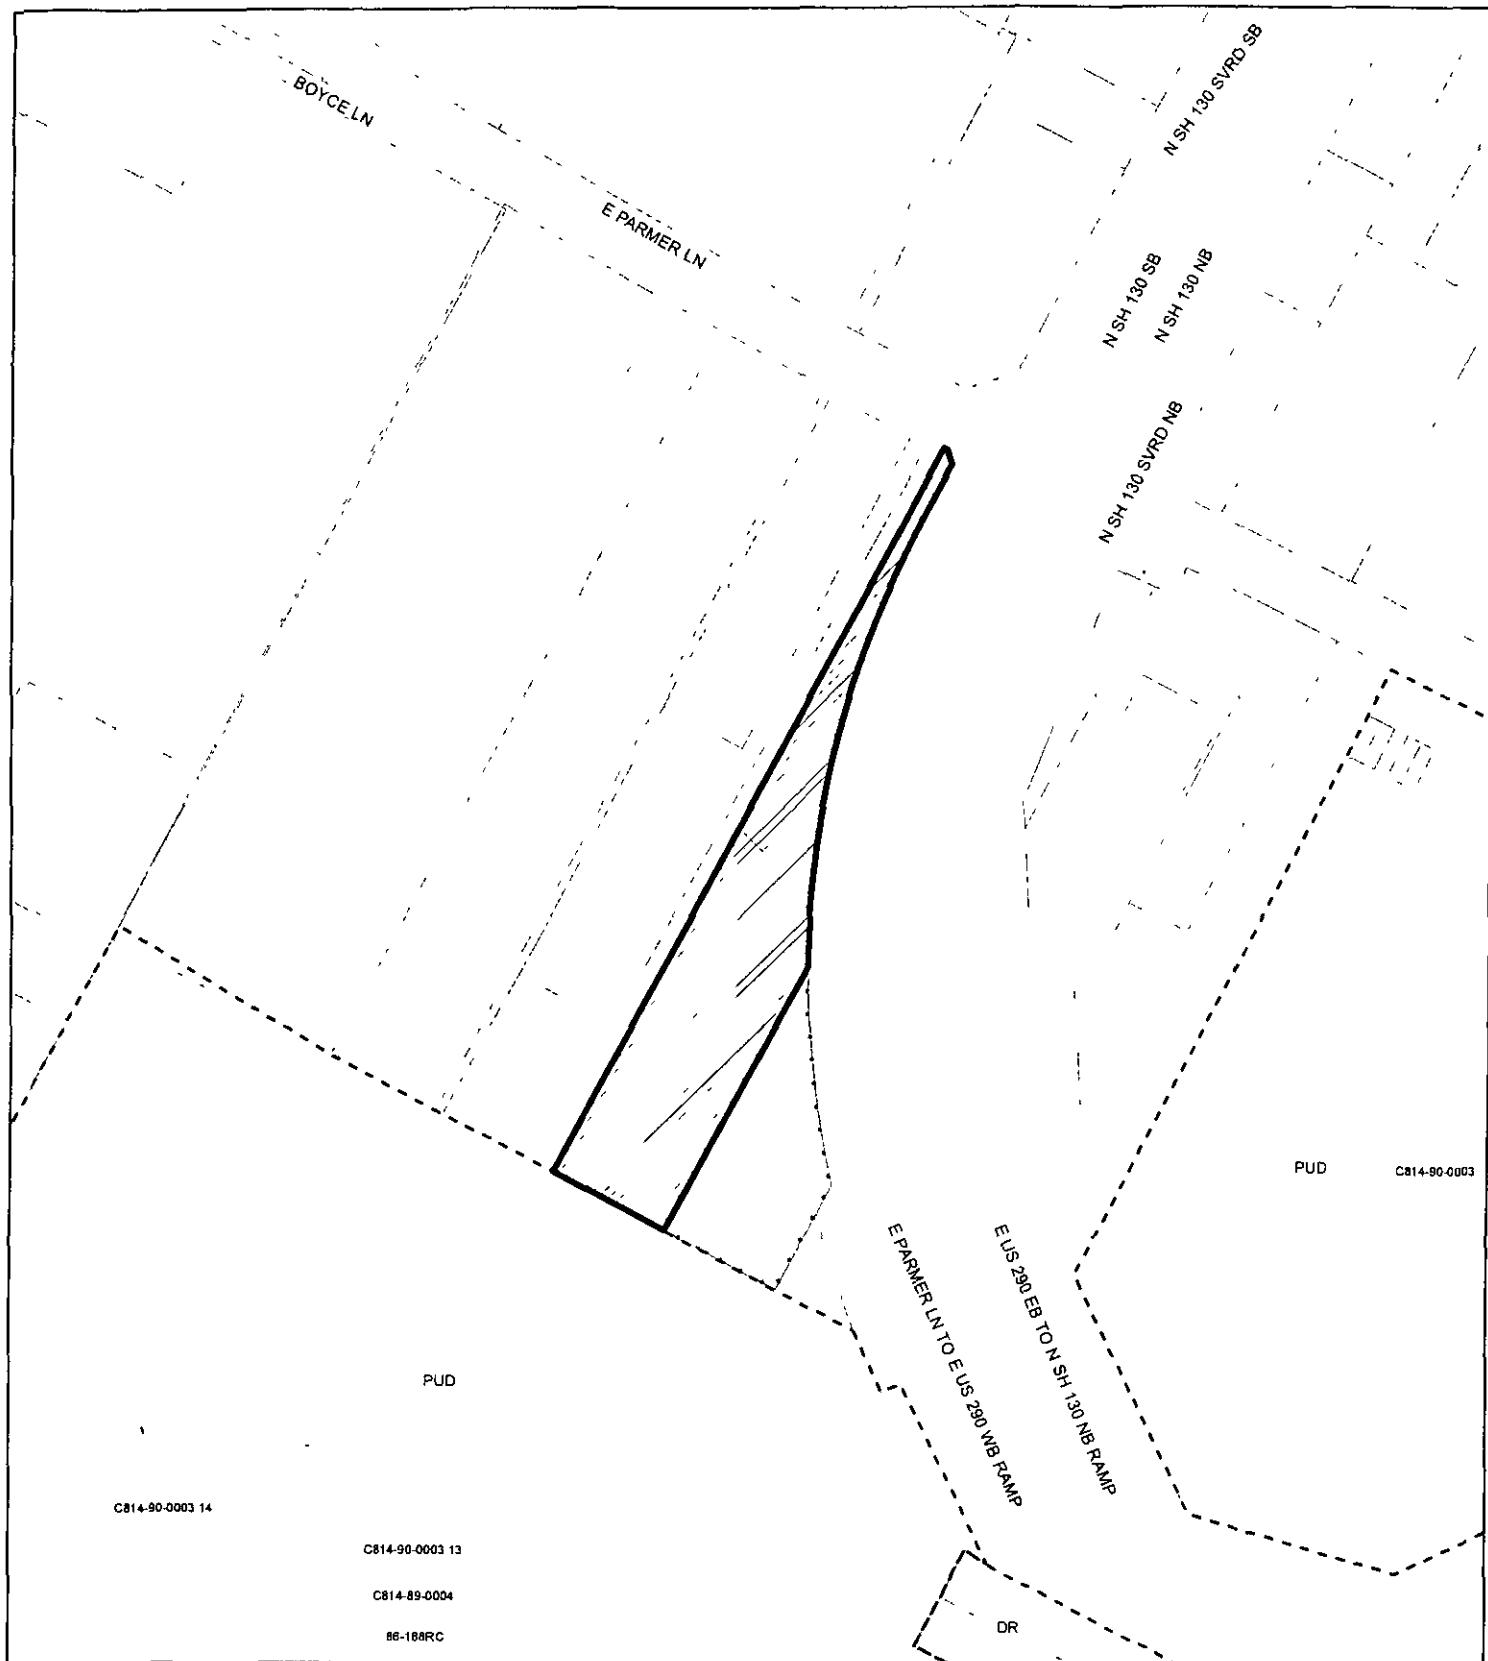 BOYCE LN
N SH 130 SVRD SB
E PARMER LN
N SH 130 SB
N SH 130 NB
N SH 130 SVRD NB
PUD
C814-90-0003
E PARMER LN TO E US 290 WB RAMP
E US 290 EB TO N SH 130 NB RAMP
PUD
C814-90-0003 14
C814-90-0003 13
C814-89-0004
86-188RC
DR